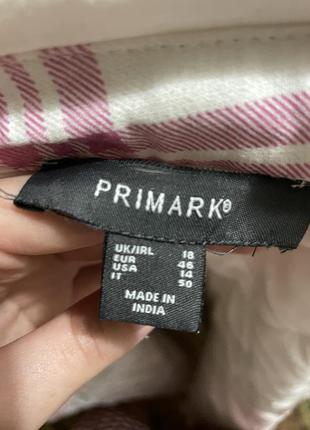 PRIMARK®
UK/IRL 18
EUR 46
USA 14
IT 50
MADE IN
INDIA